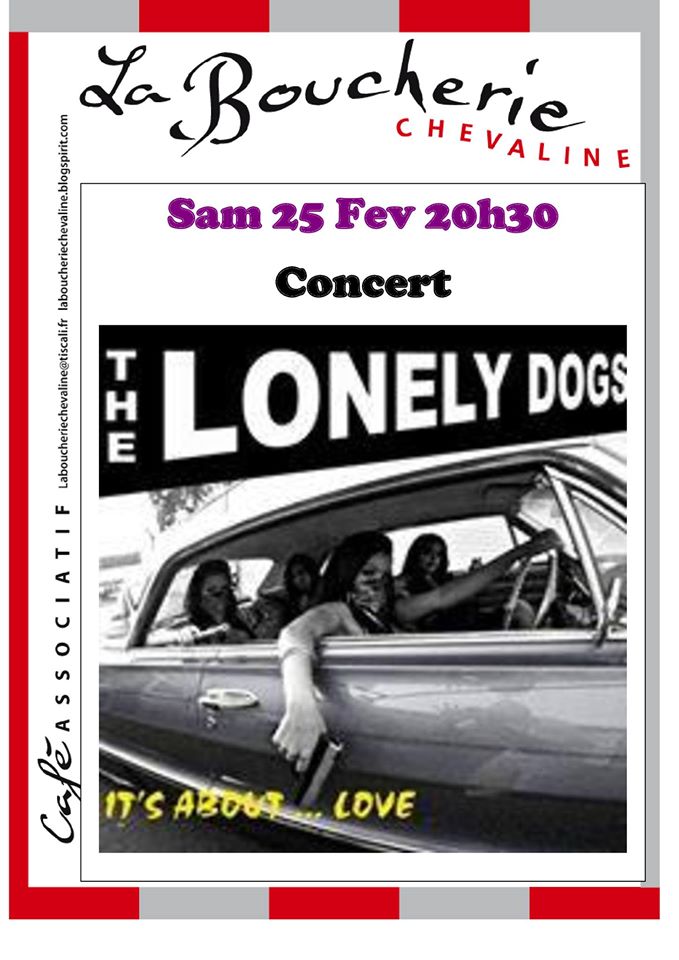 La Boucherie
CHEVALINE
Sam 25 Fev 20h30
Concert
THE
LONELY DOGS
IT'S ABOUT ... LOVE
Café ASSOCIATIF Laboucheriechevaline@tiscali.fr laboucheriechevaline.blogspirit.com